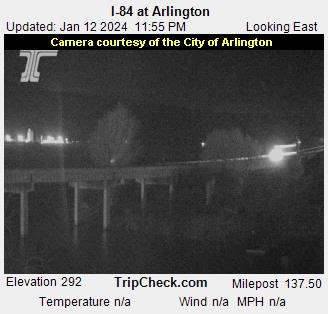 I-84 at Arlington
Updated: Jan 12 2024 11:55 PM Looking East
Camera courtesy of the City of Arlington
Elevation 292 TripCheck.com Milepost 137.50
Temperature n/a Wind n/a MPH n/a